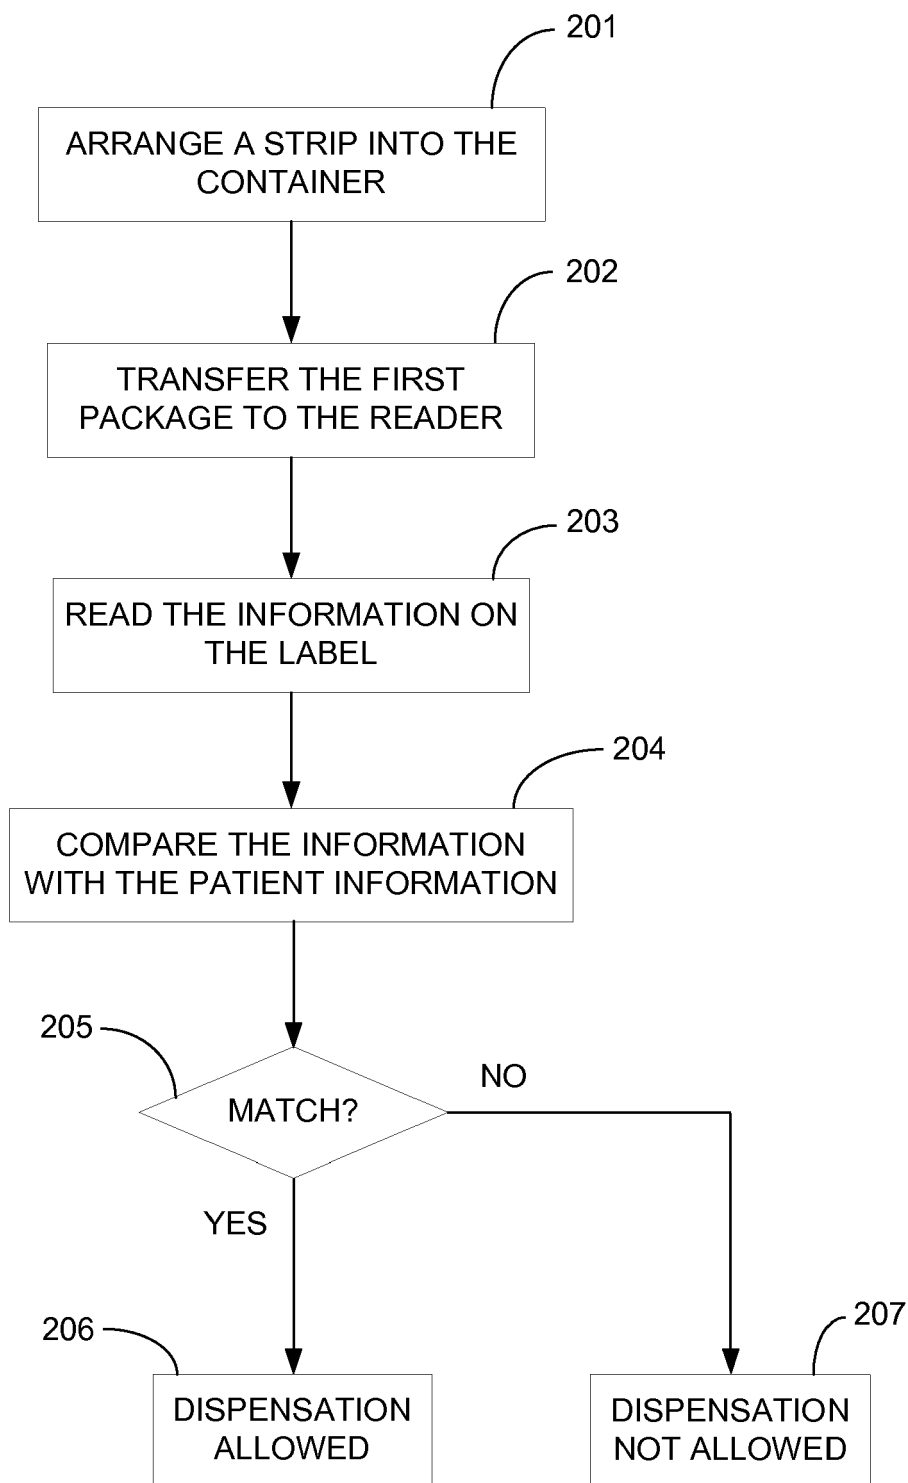 201
ARRANGE A STRIP INTO THE
CONTAINER
202
TRANSFER THE FIRST
PACKAGE TO THE READER
203
READ THE INFORMATION ON
THE LABEL
204
COMPARE THE INFORMATION
WITH THE PATIENT INFORMATION
205
MATCH?
NO
YES
206
207
DISPENSATION
ALLOWED
DISPENSATION
NOT ALLOWED